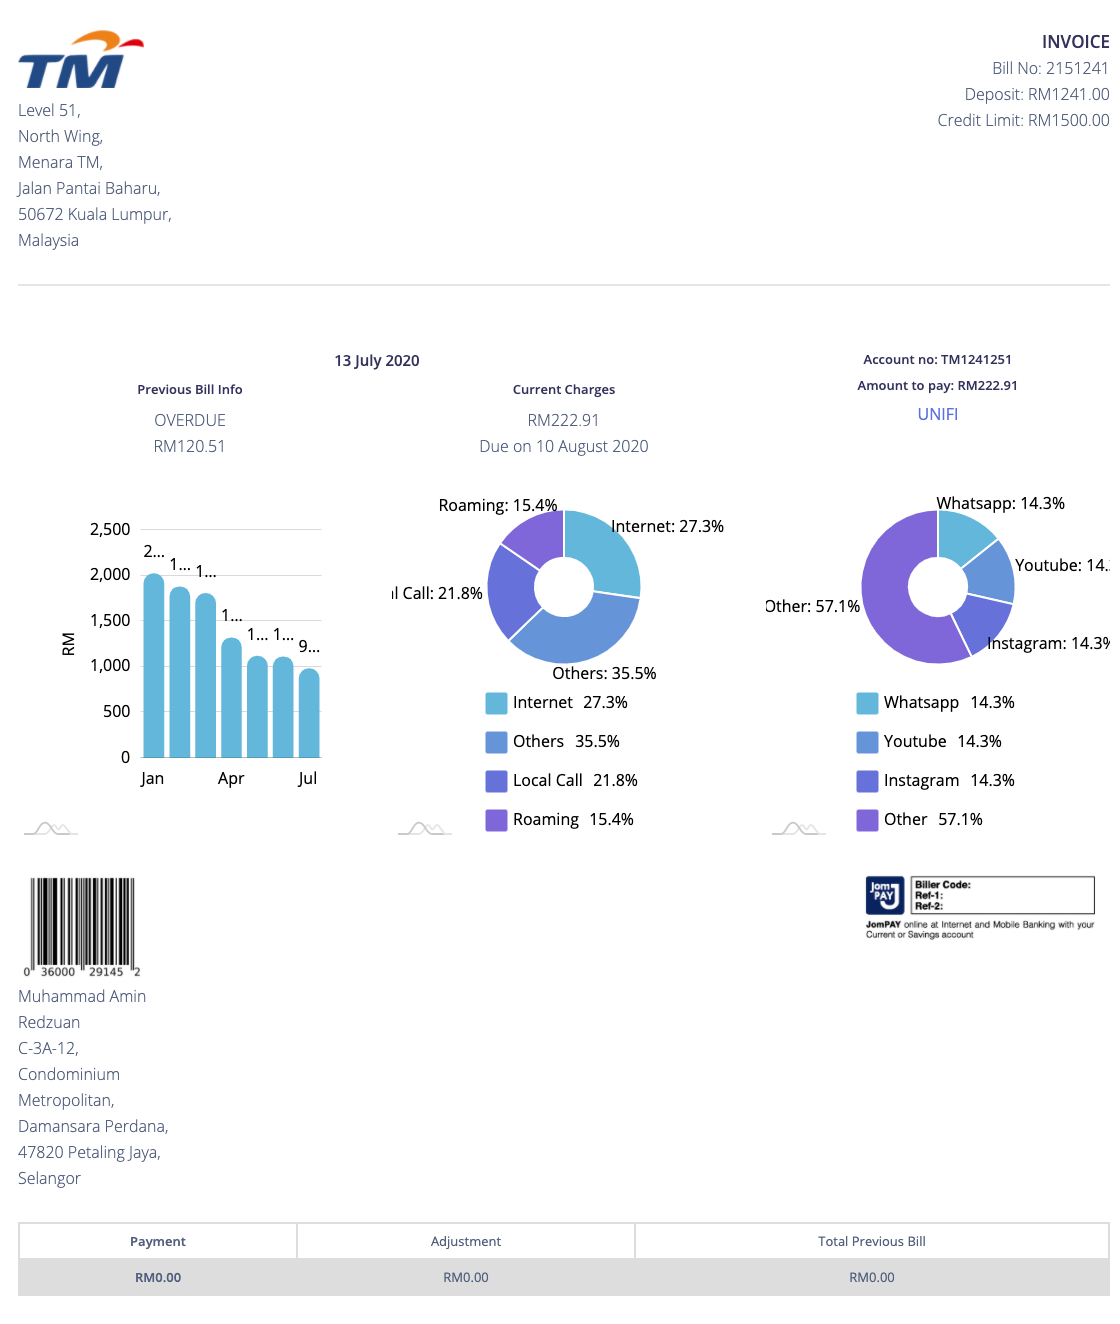 TM
INVOICE
Bill No: 2151241
Deposit: RM1241.00
Credit Limit: RM1500.00
Level 51,
North Wing,
Menara TM,
Jalan Pantai Baharu,
50672 Kuala Lumpur,
Malaysia
13 July 2020
Previous Bill Info
OVERDUE
RM120.51
Current Charges
RM222.91
Due on 10 August 2020
Account no: TM1241251
Amount to pay: RM222.91
UNIFI
RM
2,500
2,000
1,500
1,000
500
0
2...
1...
1...
1...
1...
1...
9...
Jan Apr Jul
Roaming: 15.4%
Internet: 27.3%
l Call: 21.8%
Others: 35.5%
Internet 27.3%
Others 35.5%
Local Call 21.8%
Roaming 15.4%
Whatsapp: 14.3%
Youtube: 14.
Other: 57.1%
Instagram: 14.3%
Whatsapp 14.3%
Youtube 14.3%
Instagram 14.3%
Other 57.1%
0 36000 29145 2
Jom PAY
Biller Code:
Ref-1:
Ref-2:
JomPAY online at Internet and Mobile Banking with your
Current or Savings account
Muhammad Amin
Redzuan
C-3A-12,
Condominium
Metropolitan,
Damansara Perdana,
47820 Petaling Jaya,
Selangor
Payment Adjustment Total Previous Bill
RM0.00 RM0.00 RM0.00